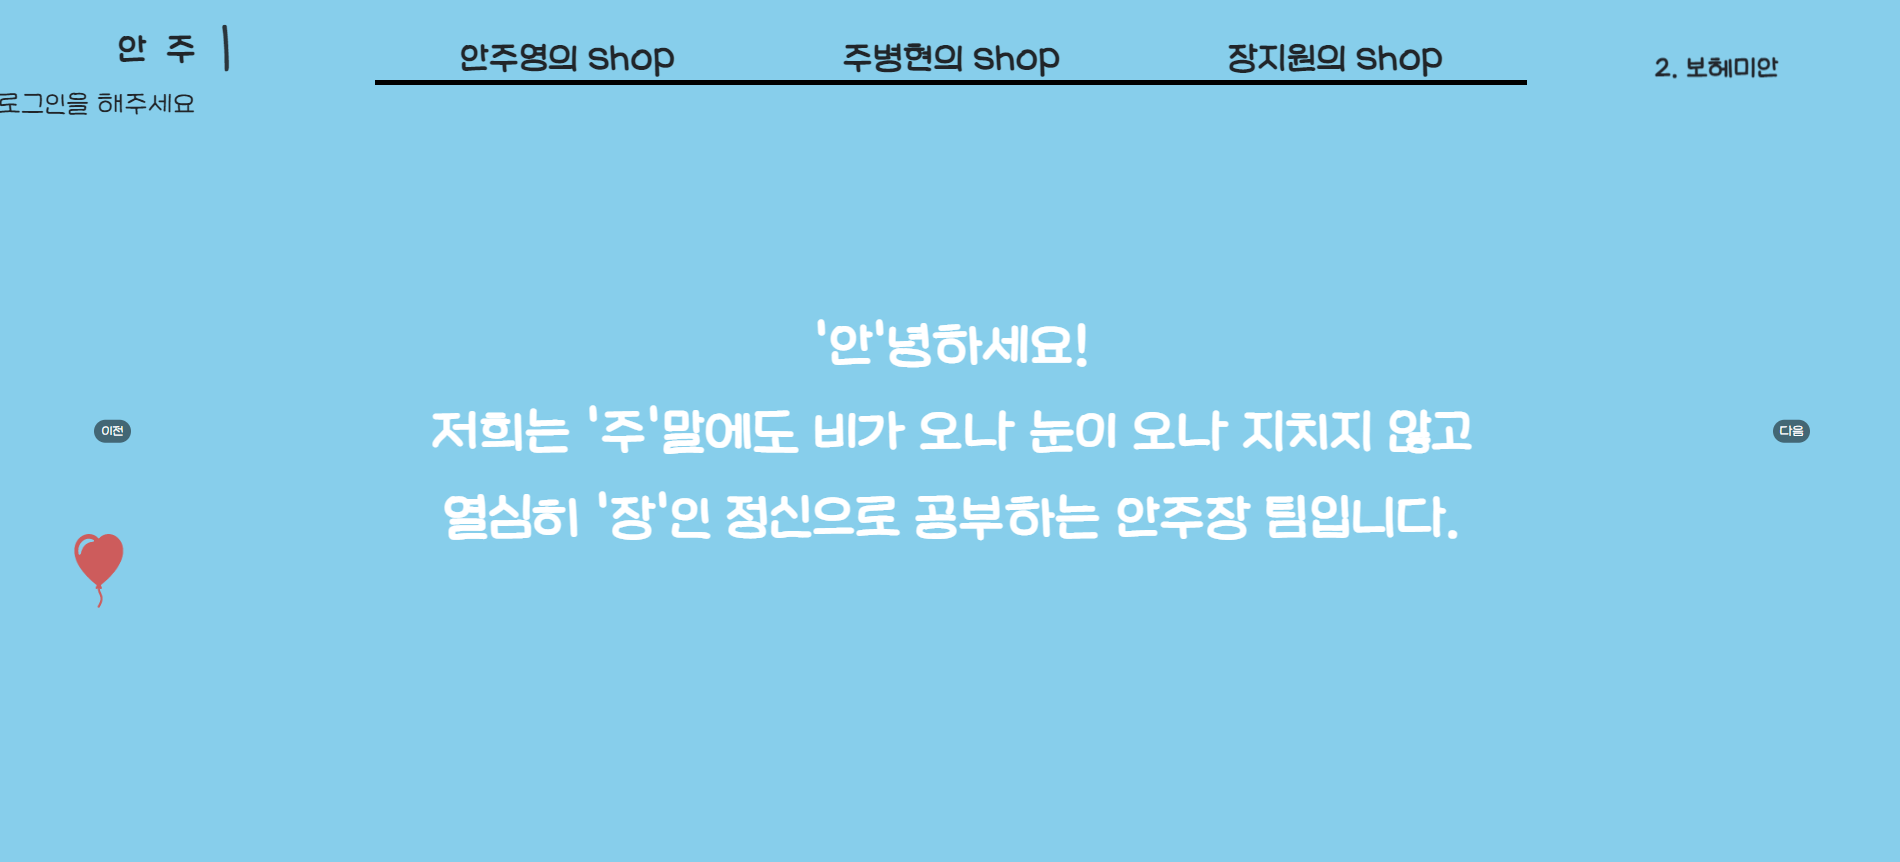 안 주
안주영의 shop
주병현의 shop
장지원의 shop
2. 보헤미안
로그인을 해주세요
'안'녕하세요!
저희는 '주'말에도 비가 오나 눈이 오나 지치지 않고
이전
다음
열심히 '장'인 정신으로 공부하는 안주장 팀입니다.